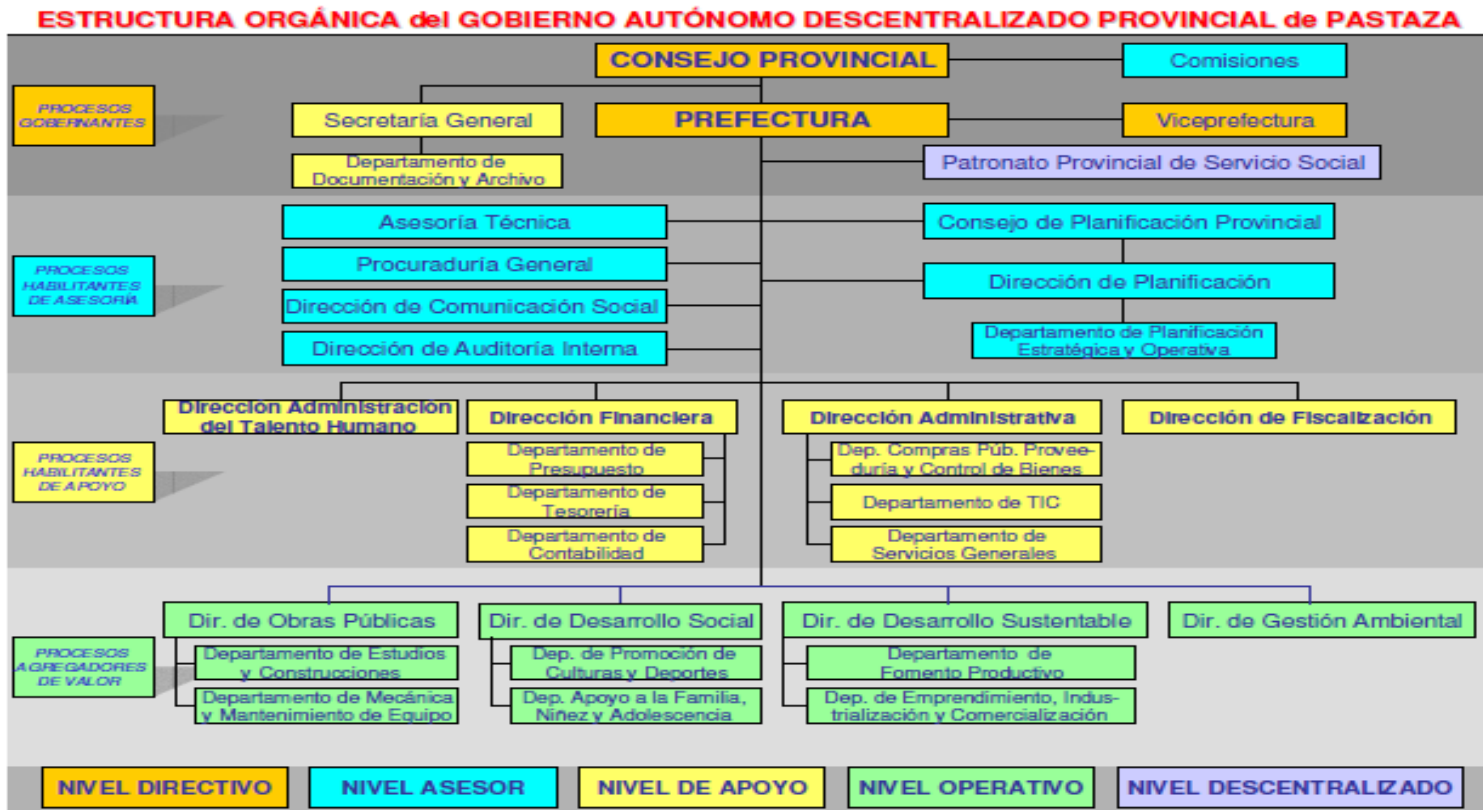 ESTRUCTURA ORGÁNICA del GOBIERNO AUTÓNOMO DESCENTRALIZADO PROVINCIAL de PASTAZA
CONSEJO PROVINCIAL
Comisiones
PROCESOS
GOBERNANTES
Secretaría General
PREFECTURA
Viceprefectura
Departamento de
Documentación y Archivo
Patronato Provincial de Servicio Social
Asesoría Técnica
Consejo de Planificación Provincial
PROCESOS
HABILITANTES
DE ASESORÍA
Procuraduría General
Dirección de Planificación
Dirección de Comunicación Social
Dirección de Auditoría Interna
Departamento de Planificación
Estratégica y Operativa
PROCESOS
HABILITANTES
DE APOYO
Dirección Administración
del Talento Humano
Dirección Financiera
Dirección Administrativa
Dirección de Fiscalización
Departamento de
Presupuesto
Dep. Compras Púb. Provee-
duría y Control de Bienes
Departamento de
Tesorería
Departamento de TIC
Departamento de
Contabilidad
Departamento de
Servicios Generales
PROCESOS
AGREGADORES
DE VALOR
Dir. de Obras Públicas
Dir. de Desarrollo Social
Dir. de Desarrollo Sustentable
Dir. de Gestión Ambiental
Departamento de Estudios
y Construcciones
Dep. de Promoción de
Culturas y Deportes
Departamento de
Fomento Productivo
Departamento de Mecánica
y Mantenimiento de Equipo
Dep. Apoyo a la Familia,
Niñez y Adolescencia
Dep. de Emprendimiento, Indus-
trialización y Comercialización
NIVEL DIRECTIVO
NIVEL ASESOR
NIVEL DE APOYO
NIVEL OPERATIVO
NIVEL DESCENTRALIZADO